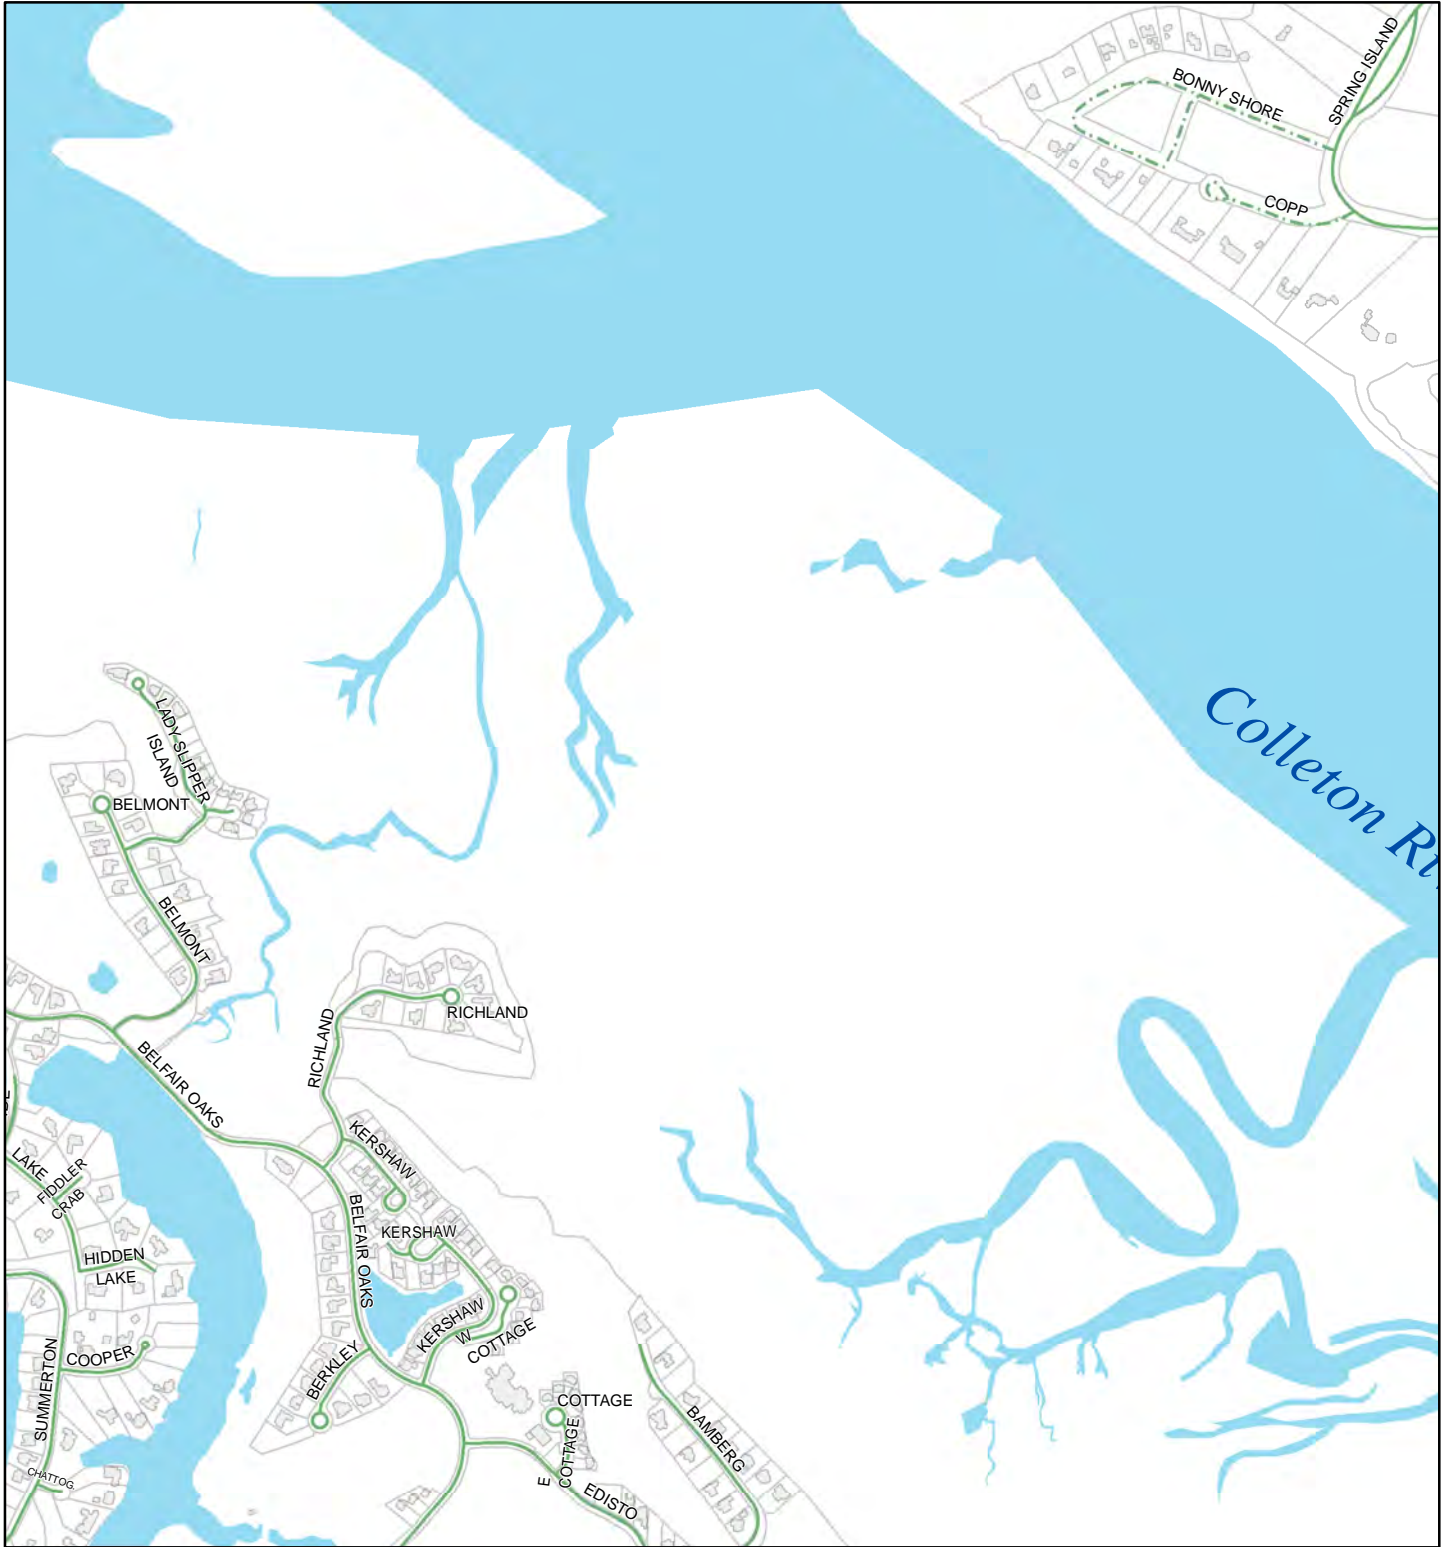 SPRING ISLAND
BONNY SHORE
COPP
Colleton Ri
LADY SLIPPER
ISLAND
BELMONT
BELMONT
RICHLAND
RICHLAND
BELFAIR OAKS
KERSHAW
LAKE
FIDDLER
CRAB
BELFAIR OAKS
KERSHAW
HIDDEN
LAKE
KERSHAW
W
COTTAGE
SUMMERTON
COOPER
BERKLEY
COTTAGE
E
COTTAGE
BAMBERG
CHATTOG.
EDISTO